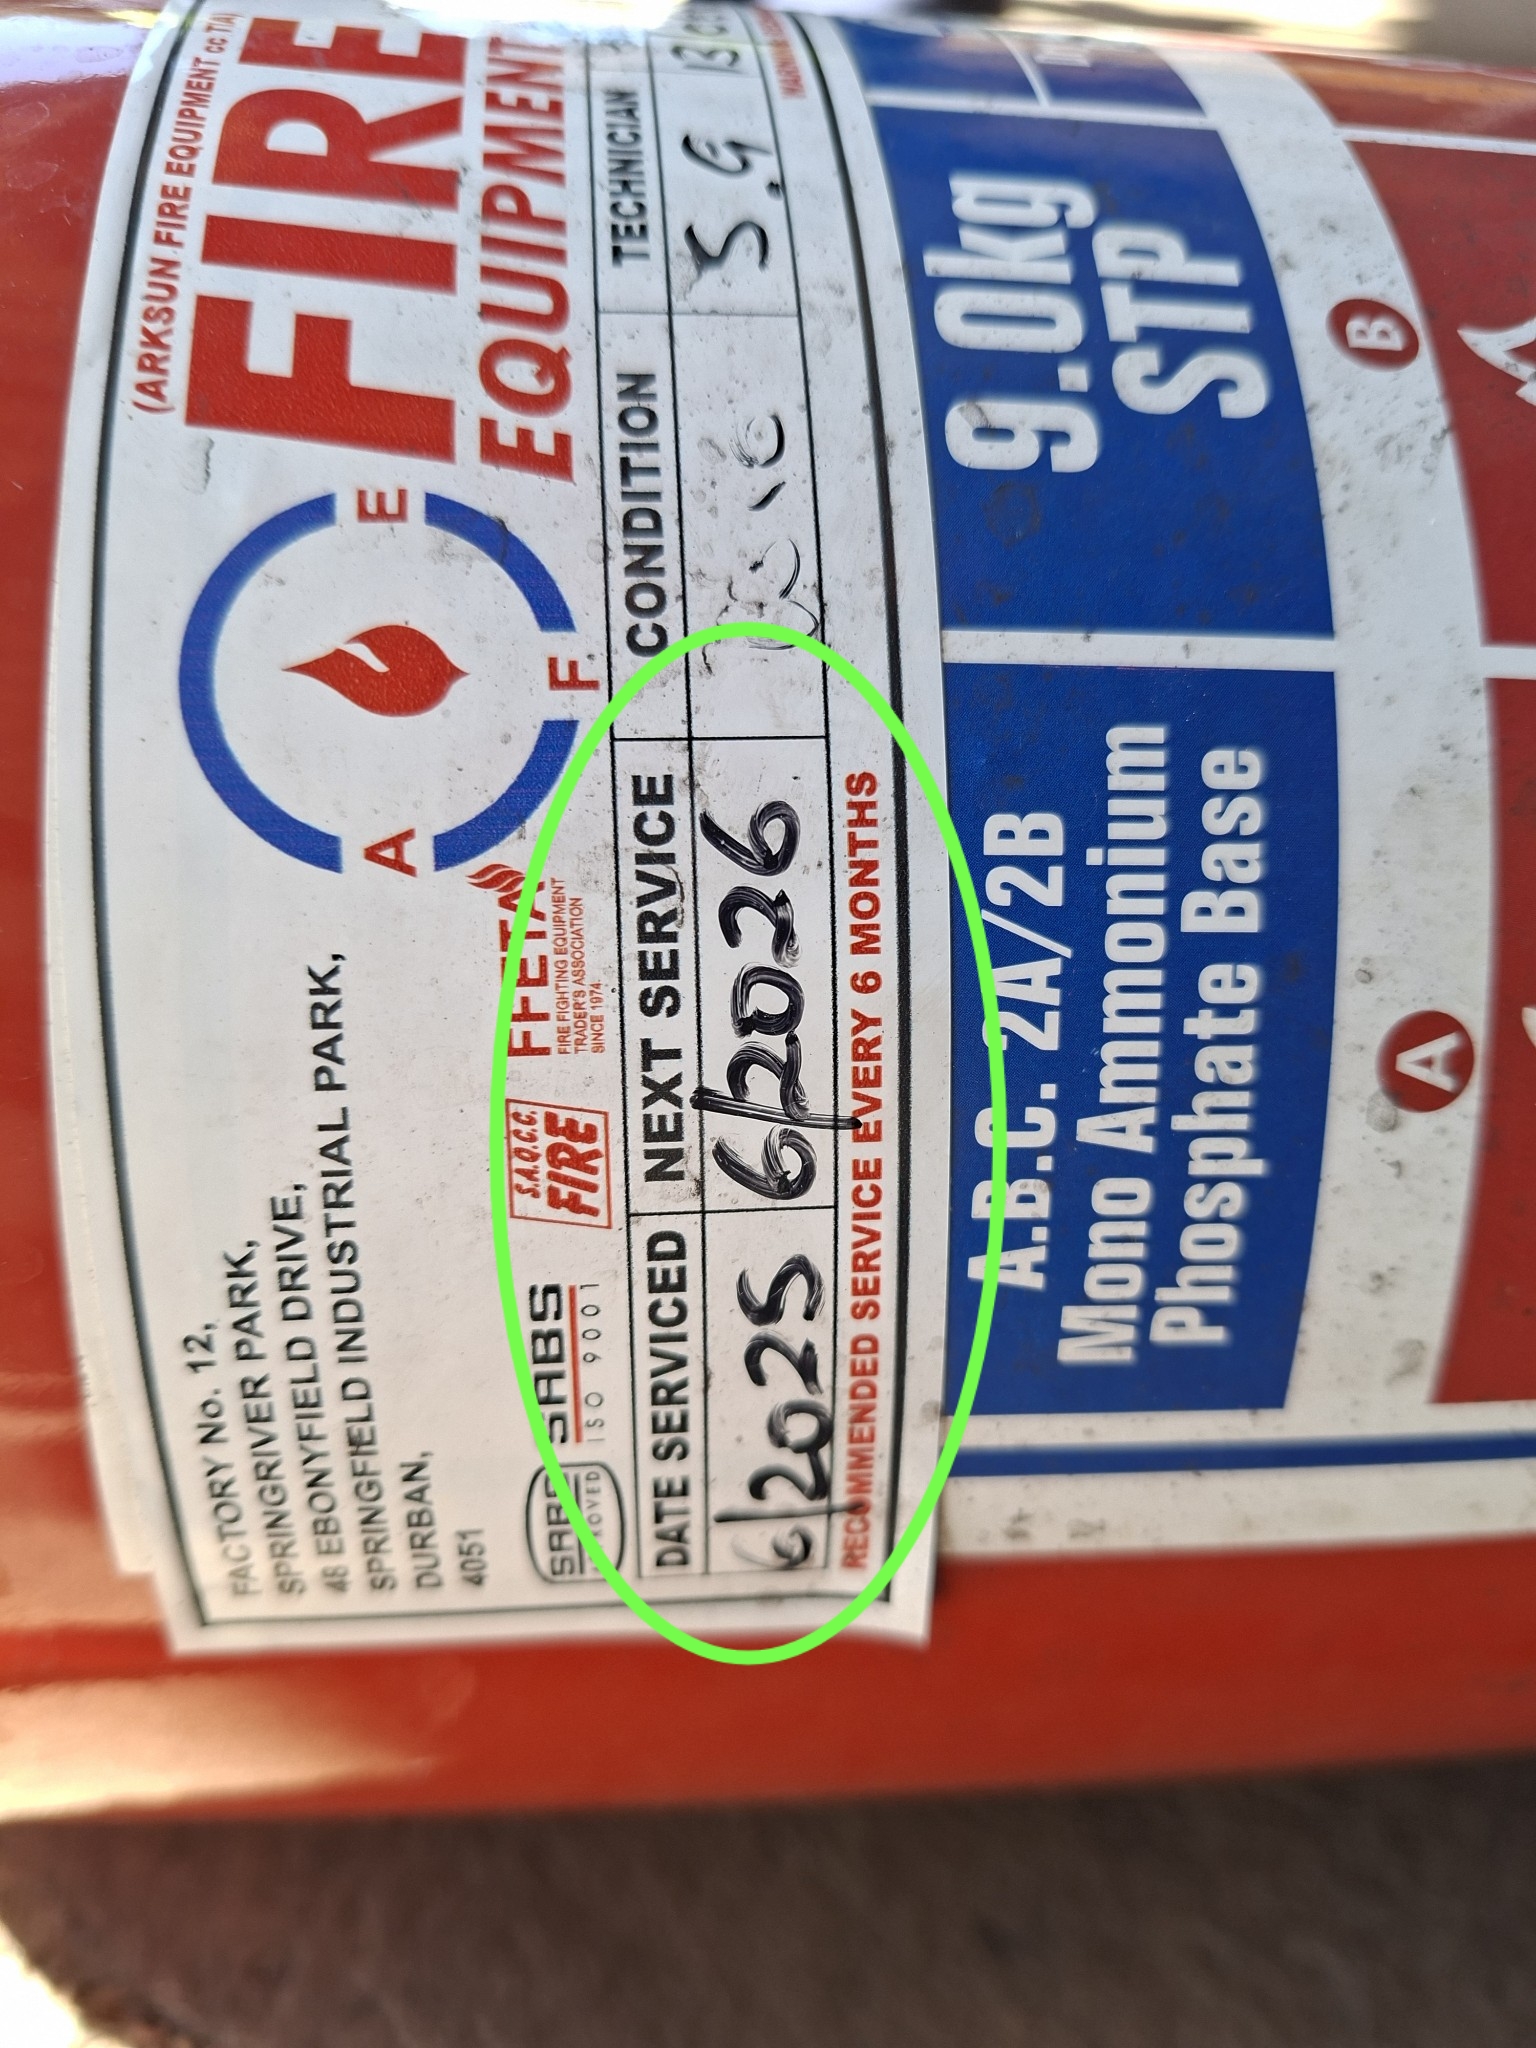 (ARKSUN FIRE EQUIPMENT cc T/A)
FIRE
EQUIPMENT
A
E
F
FACTORY No. 12,
SPRINGRIVER PARK,
48 EBONYFIELD DRIVE,
SPRINGFIELD INDUSTRIAL PARK,
DURBAN,
4051
SABS
ISO 9001
S.A.Q.C.C.
FIRE
FFETA
FIRE FIGHTING EQUIPMENT
TRADER'S ASSOCIATION
SINCE 1974.
DATE SERVICED NEXT SERVICE CONDITION TECHNICIAN
6/2025 6/2026 S.G
RECOMMENDED SERVICE EVERY 6 MONTHS
A.B.C. 2A/2B
Mono Ammonium
Phosphate Base
9.0kg
STP
A
B